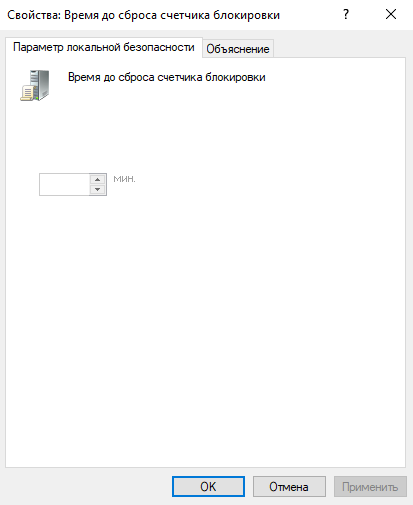 Свойства: Время до сброса счетчика блокировки ?
Параметр локальной безопасности Объяснение
Время до сброса счетчика блокировки
мин.
OK Отмена Применить